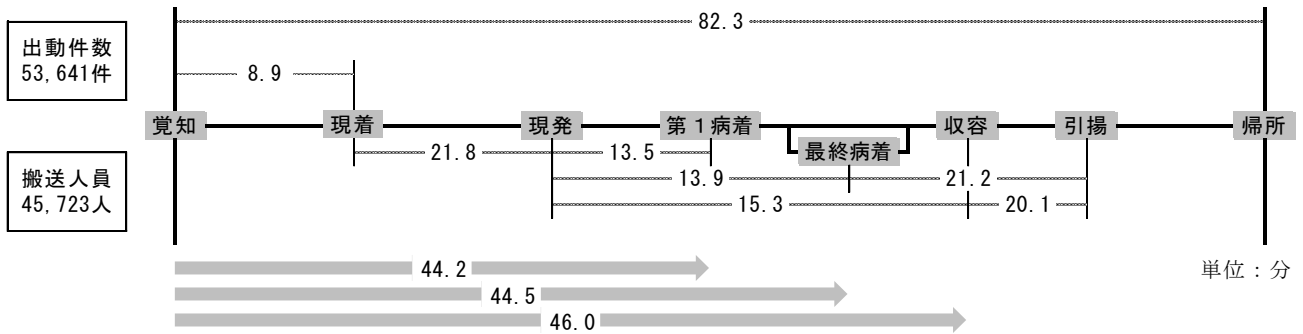 82.3
出動件数
53,641件
8.9
覚知 現着 現発 第1病着 収容 引揚 帰所
21.8 13.5 最終病着
搬送人員
45,723人
13.9 21.2
15.3 20.1
44.2
単位：分
44.5
46.0